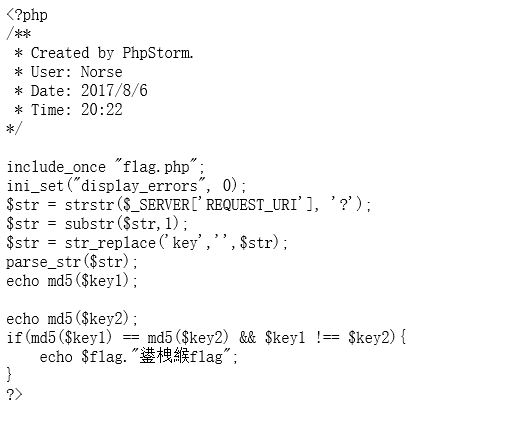 <?php
/**
 * Created by PhpStorm.
 * User: Norse
 * Date: 2017/8/6
 * Time: 20:22
*/
include_once "flag.php";
ini_set("display_errors", 0);
$str = strstr($_SERVER['REQUEST_URI'], '?');
$str = substr($str,1);
$str = str_replace('key','',$str);
parse_str($str);
echo md5($key1);
echo md5($key2);
if(md5($key1) == md5($key2) && $key1 !== $key2){
    echo $flag."鍙栧緱flag";
}
?>